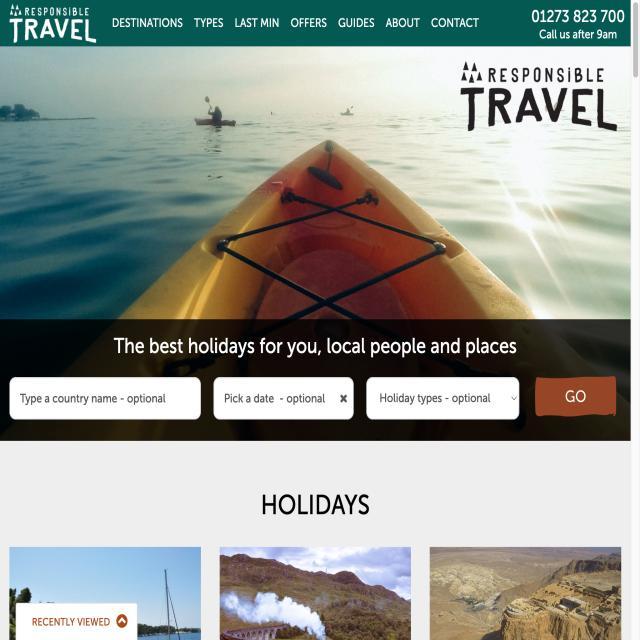 RESPONSiBLE
TRAVEL
DESTINATIONS TYPES LAST MIN OFFERS GUIDES ABOUT CONTACT
01273 823 700
Call us after 9am
RESPONSiBLE
TRAVEL
The best holidays for you, local people and places
Type a country name - optional
Pick a date - optional
Holiday types - optional
GO
HOLIDAYS
RECENTLY VIEWED